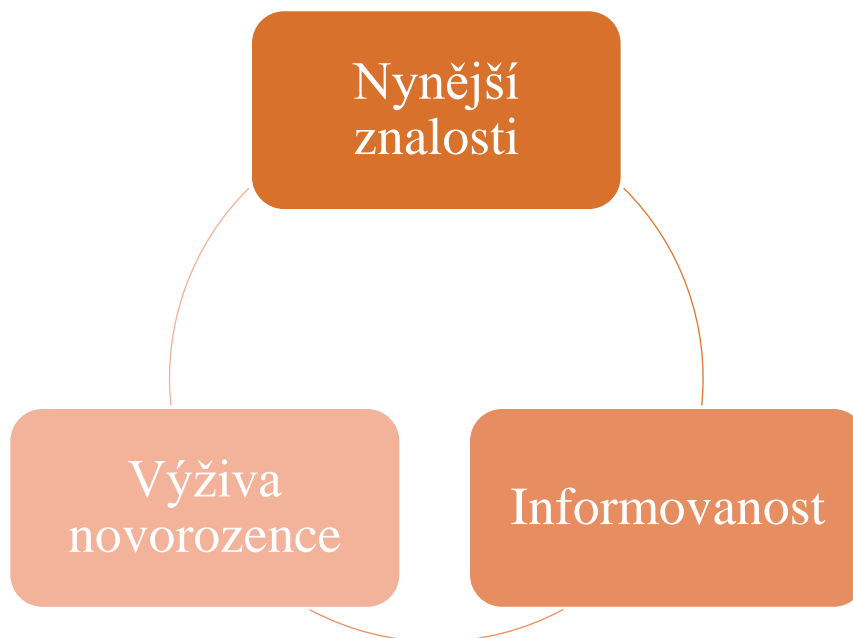 Nynější
znalosti
Výživa
novorozence
Informovanost